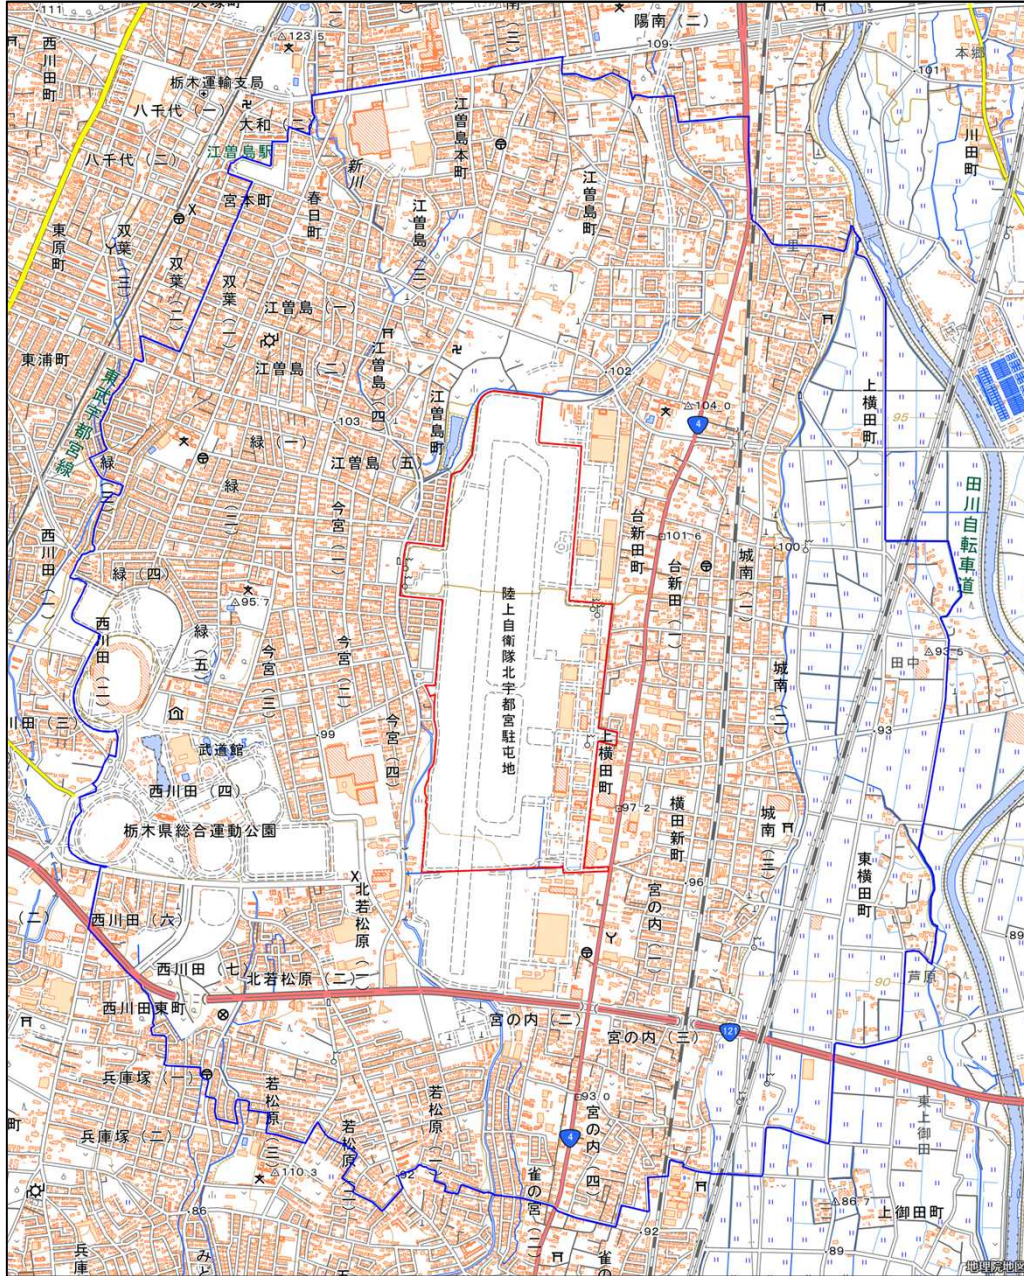 陽南（二）
西川田町
123.5
109
本郷
101
栃木運輸支局
八千代（一）
大和（二）
江曽島駅
八千代（二）
江曽島本町
川田町
新川
春日町
宮本町
江曽島（三）
江曽島町
双葉（三）
東原町
双葉（二）
双葉（一）
江曽島（一）
東浦町
江曽島（二）
江曽島（四）
江曽島町
102
104.0
4
上横田町
95
東武宇都宮線
緑（一）
103
江曽島（五）
緑（二）
緑（三）
西川田（一）
今宮（一）
台新田町
101.6
田川自転車道
100
緑（四）
95.7
台新田（一）
城南（一）
陸上自衛隊北宇都宮駐屯地
西川田（二）
緑（五）
今宮（二）
今宮（三）
城南（二）
田中
93.5
川田（三）
99
今宮（四）
93
武道館
西川田（四）
上横田町
97.2
栃木県総合運動公園
横田新町
城南（三）
東横田町
96
北若松原（一）
西川田（六）
宮の内（一）
89
（二）
西川田（七）
北若松原（二）
90
芦原
西川田東町
宮の内（二）
宮の内（三）
121
兵庫塚（一）
若松原（三）
若松原（一）
93.0
宮の内（四）
東上御田
兵庫塚（二）
若松原（二）
4
110.3
92
雀の宮（二）
86.7
上御田町
86
92
89
兵庫
みど
雀の
町
地理院地図